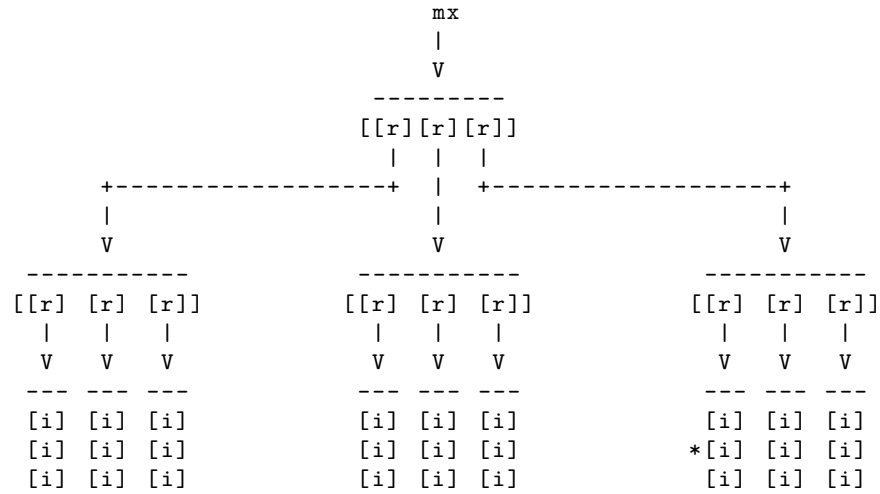 mx
|
V
---------
[[r][r][r]]
| | |
+------------------+ | +-------------------+
| | |
V V V
----------- ----------- -----------
[[r] [r] [r]] [[r] [r] [r]] [[r] [r] [r]]
| | | | | | | | |
V V V V V V V V V
--- --- --- --- --- --- --- --- ---
[i] [i] [i] [i] [i] [i] [i] [i] [i]
[i] [i] [i] [i] [i] [i] *[i] [i] [i]
[i] [i] [i] [i] [i] [i] [i] [i] [i]